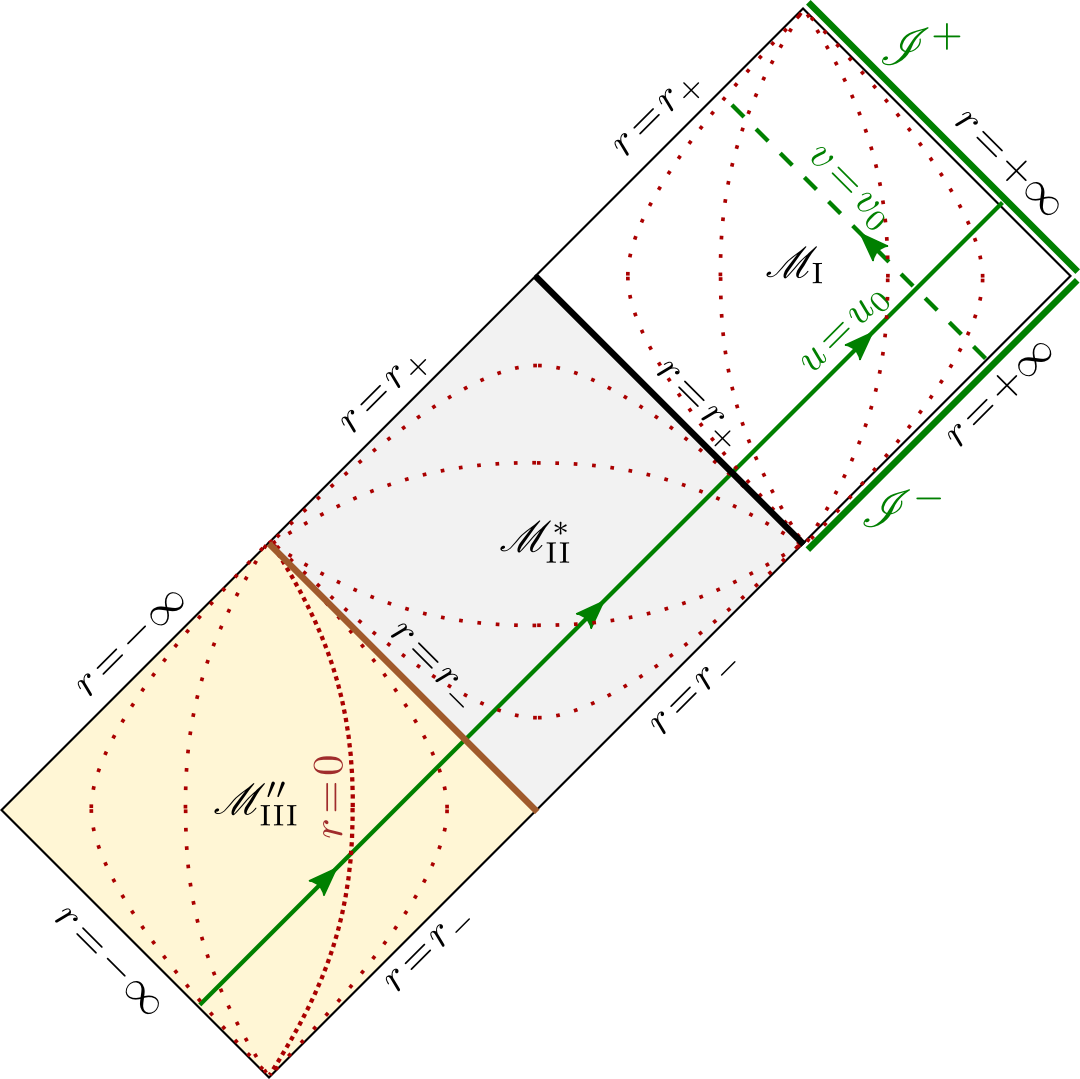 ℐ⁺
r=r₊
r=+∞
v=v₀
ℳ_I
u=u₀
r=r₊
r=r₊
r=+∞
ℐ⁻
ℳ*_II
r=−∞
r=r₋
r=r₋
r=0
ℳ″_III
r=−∞
r=r₋